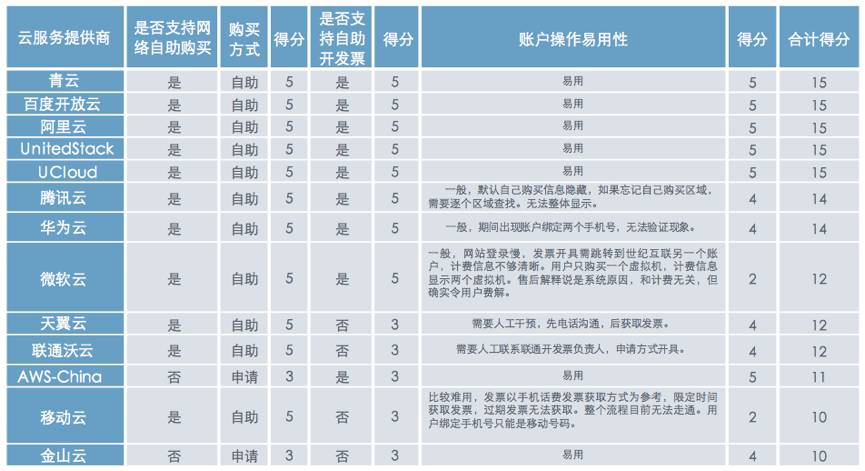 云服务提供商 是否支持网络自助购买 购买方式 得分 是否支持自助开发票 得分 账户操作易用性 得分 合计得分
青云 是 自助 5 是 5 易用 5 15
百度开放云 是 自助 5 是 5 易用 5 15
阿里云 是 自助 5 是 5 易用 5 15
UnitedStack 是 自助 5 是 5 易用 5 15
UCloud 是 自助 5 是 5 易用 5 15
腾讯云 是 自助 5 是 5 一般，默认自己购买信息隐藏，如果忘记自己购买区域，需要逐个区域查找。无法整体显示。 4 14
华为云 是 自助 5 是 5 一般，期间出现账户绑定两个手机号，无法验证现象。 4 14
微软云 是 自助 5 是 5 一般，网站登录慢，发票开具需跳转到世纪互联另一个账户，计费信息不够清晰。用户只购买一个虚拟机，计费信息显示两个虚拟机。售后解释说是系统原因，和计费无关，但确实令用户费解。 2 12
天翼云 是 自助 5 否 3 需要人工干预，先电话沟通，后获取发票。 4 12
联通沃云 是 自助 5 否 3 需要人工联系联通开发票负责人，申请方式开具。 4 12
AWS-China 否 申请 3 是 3 易用 5 11
移动云 是 自助 5 否 3 比较难用，发票以手机话费发票获取方式为参考，限定时间获取发票，过期发票无法获取。整个流程目前无法走通。用户绑定手机号只能是移动号码。 2 10
金山云 否 申请 3 否 3 易用 4 10